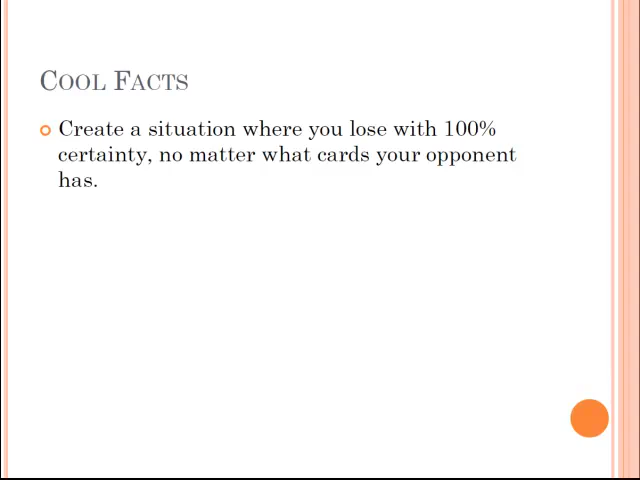 COOL FACTS
Create a situation where you lose with 100%
certainty, no matter what cards your opponent
has.